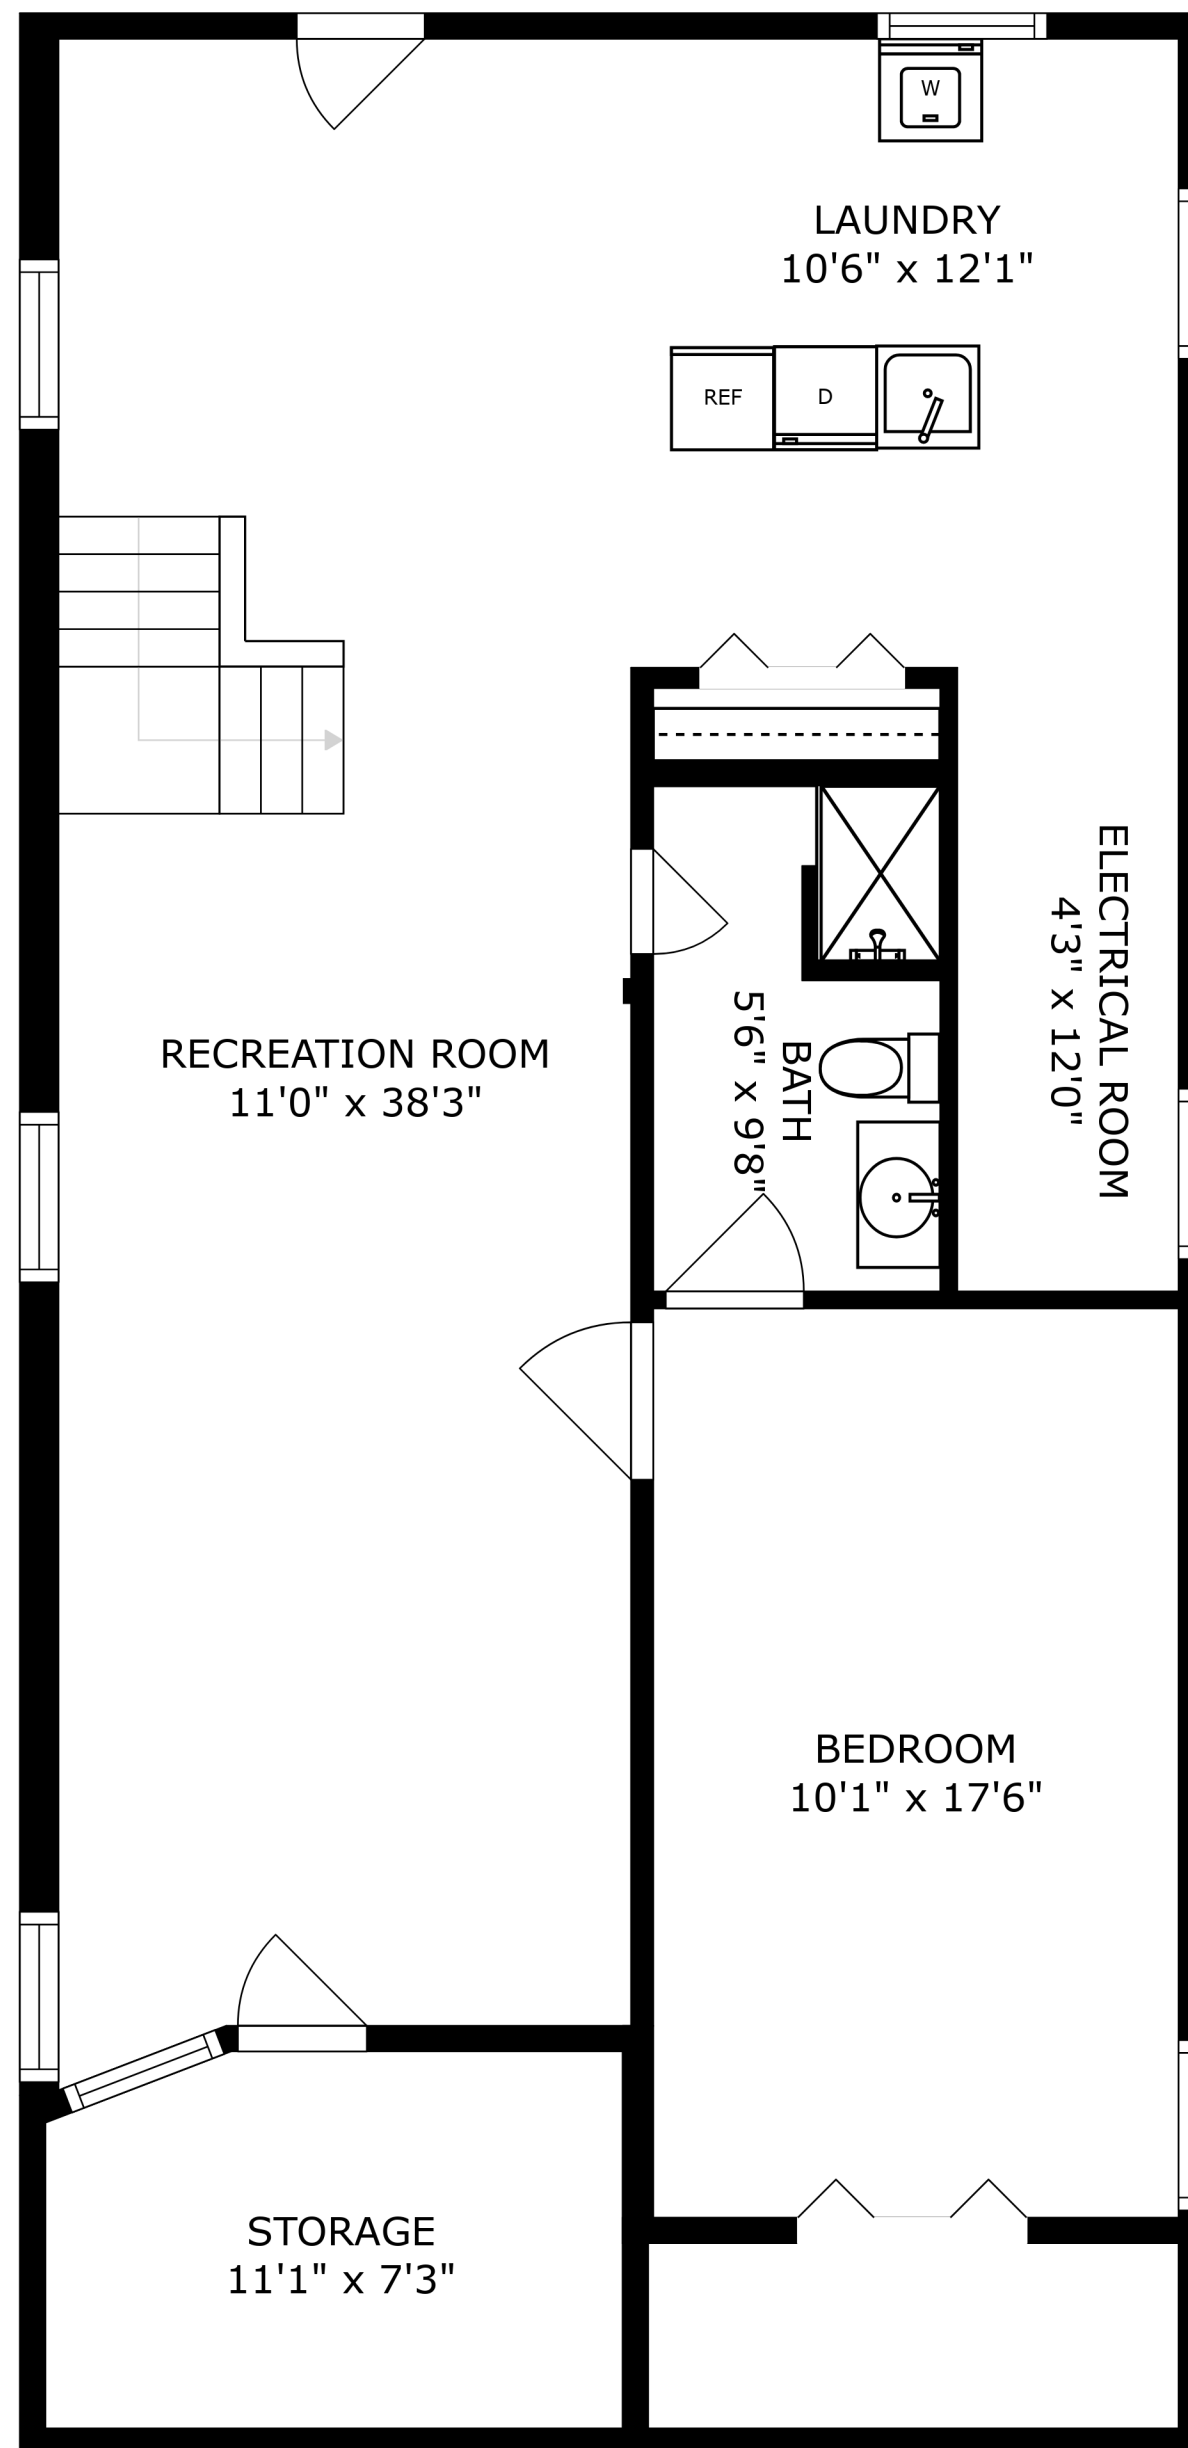 W
LAUNDRY
10'6" x 12'1"
REF
D
ELECTRICAL ROOM
4'3" x 12'0"
RECREATION ROOM
11'0" x 38'3"
BATH
5'6" x 9'8"
BEDROOM
10'1" x 17'6"
STORAGE
11'1" x 7'3"